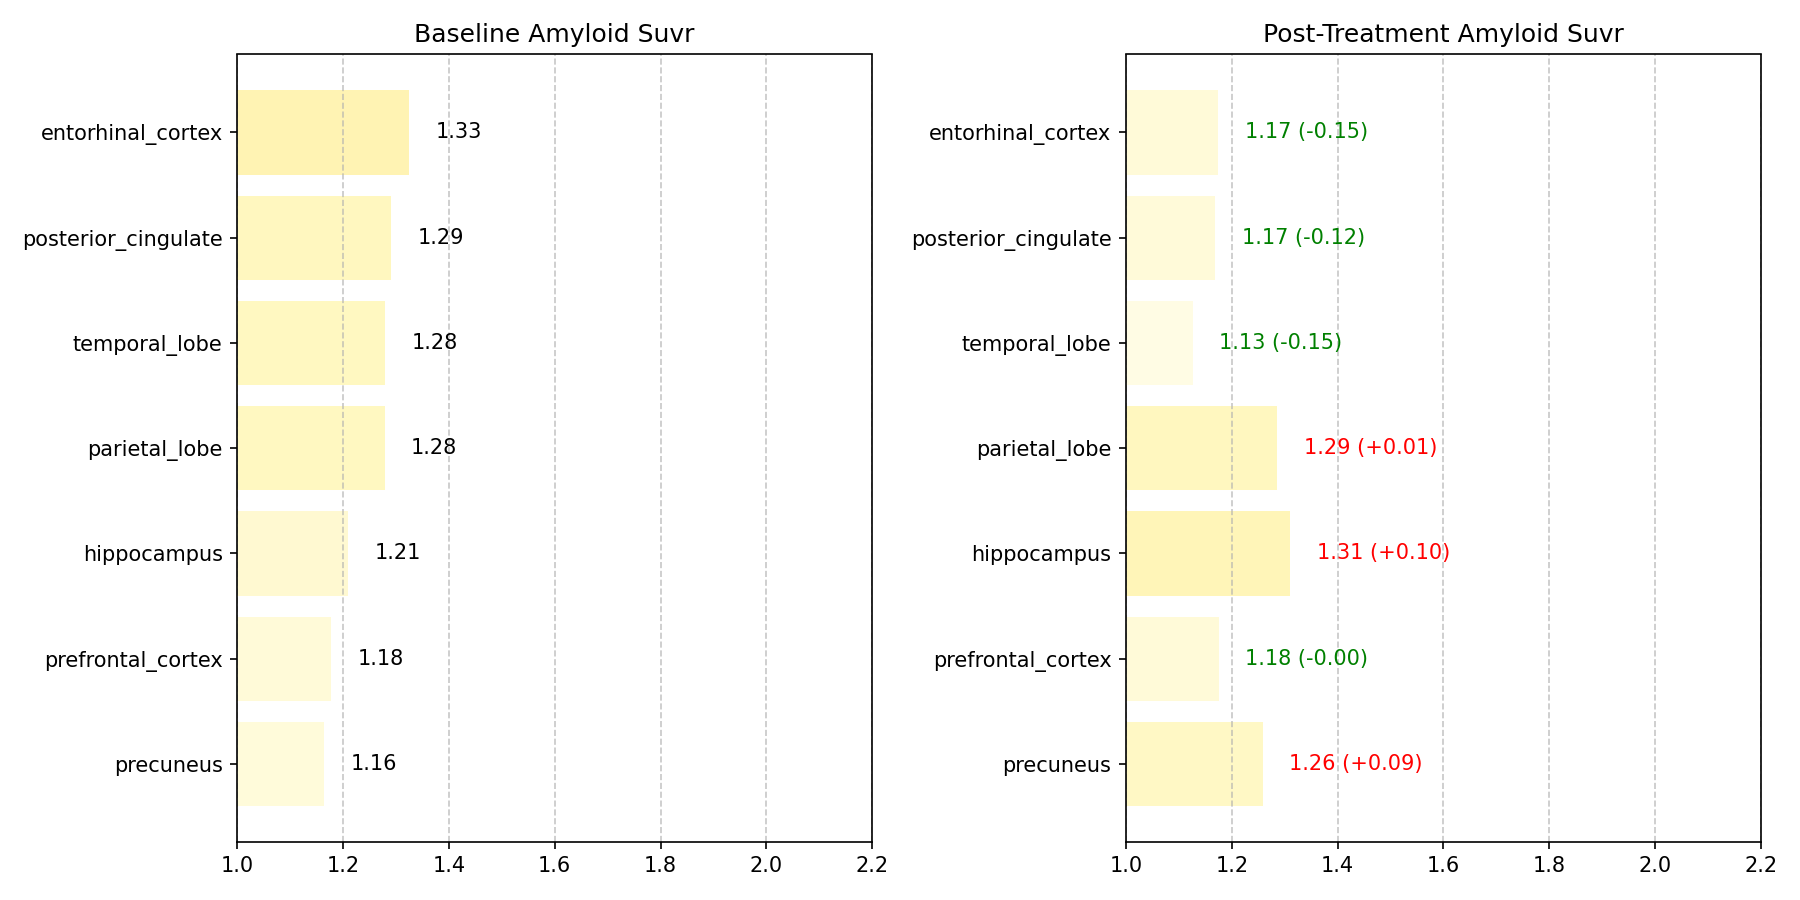 Baseline Amyloid Suvr
entorhinal_cortex 1.33
posterior_cingulate 1.29
temporal_lobe 1.28
parietal_lobe 1.28
hippocampus 1.21
prefrontal_cortex 1.18
precuneus 1.16
1.0 1.2 1.4 1.6 1.8 2.0 2.2
Post-Treatment Amyloid Suvr
entorhinal_cortex 1.17 (-0.15)
posterior_cingulate 1.17 (-0.12)
temporal_lobe 1.13 (-0.15)
parietal_lobe 1.29 (+0.01)
hippocampus 1.31 (+0.10)
prefrontal_cortex 1.18 (-0.00)
precuneus 1.26 (+0.09)
1.0 1.2 1.4 1.6 1.8 2.0 2.2